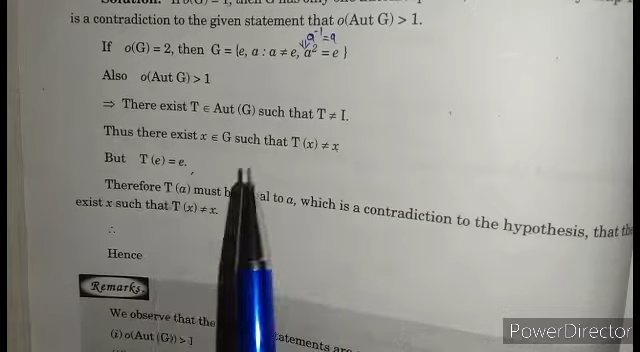 is a contradiction to the given statement that o(Aut G) > 1.
a⁻¹=a
If o(G) = 2, then G = {e, a : a ≠ e, a² = e }
Also o(Aut G) > 1
⇒ There exist T ∈ Aut (G) such that T ≠ I.
Thus there exist x ∈ G such that T (x) ≠ x
But T (e) = e.
Therefore T (a) must al to a, which is a contradiction to the hypothesis, that
exist x such that T (x) ≠ x.
∴
Hence
Remarks.
We observe that the atements are
(i) o(Aut (G)) > 1
PowerDirector